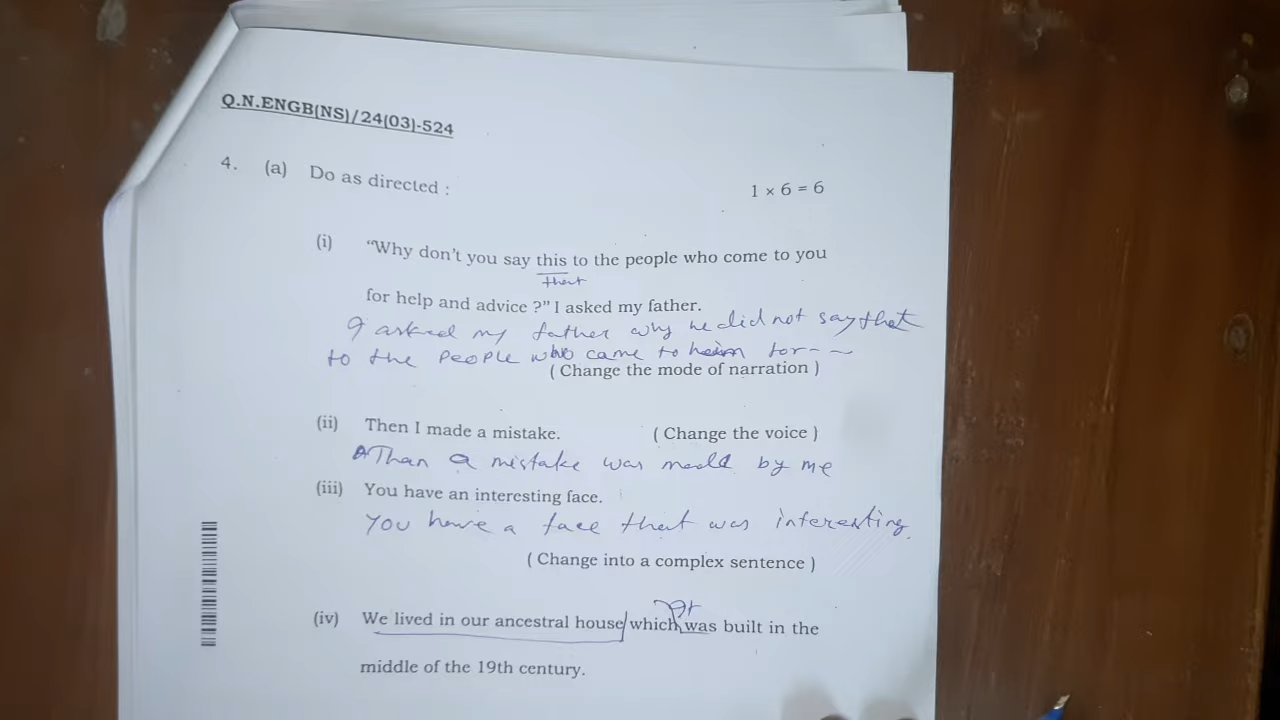 Q.N.ENGB(NS)/24(03)-524
4. (a) Do as directed : 1 × 6 = 6
(i) "Why don't you say this to the people who come to you
that
for help and advice ?" I asked my father.
I asked my father why he did not say that
to the people who came to him for
( Change the mode of narration )
(ii) Then I made a mistake. ( Change the voice )
Than a mistake was made by me
(iii) You have an interesting face.
You have a face that was interesting.
( Change into a complex sentence )
It
(iv) We lived in our ancestral house which was built in the
middle of the 19th century.